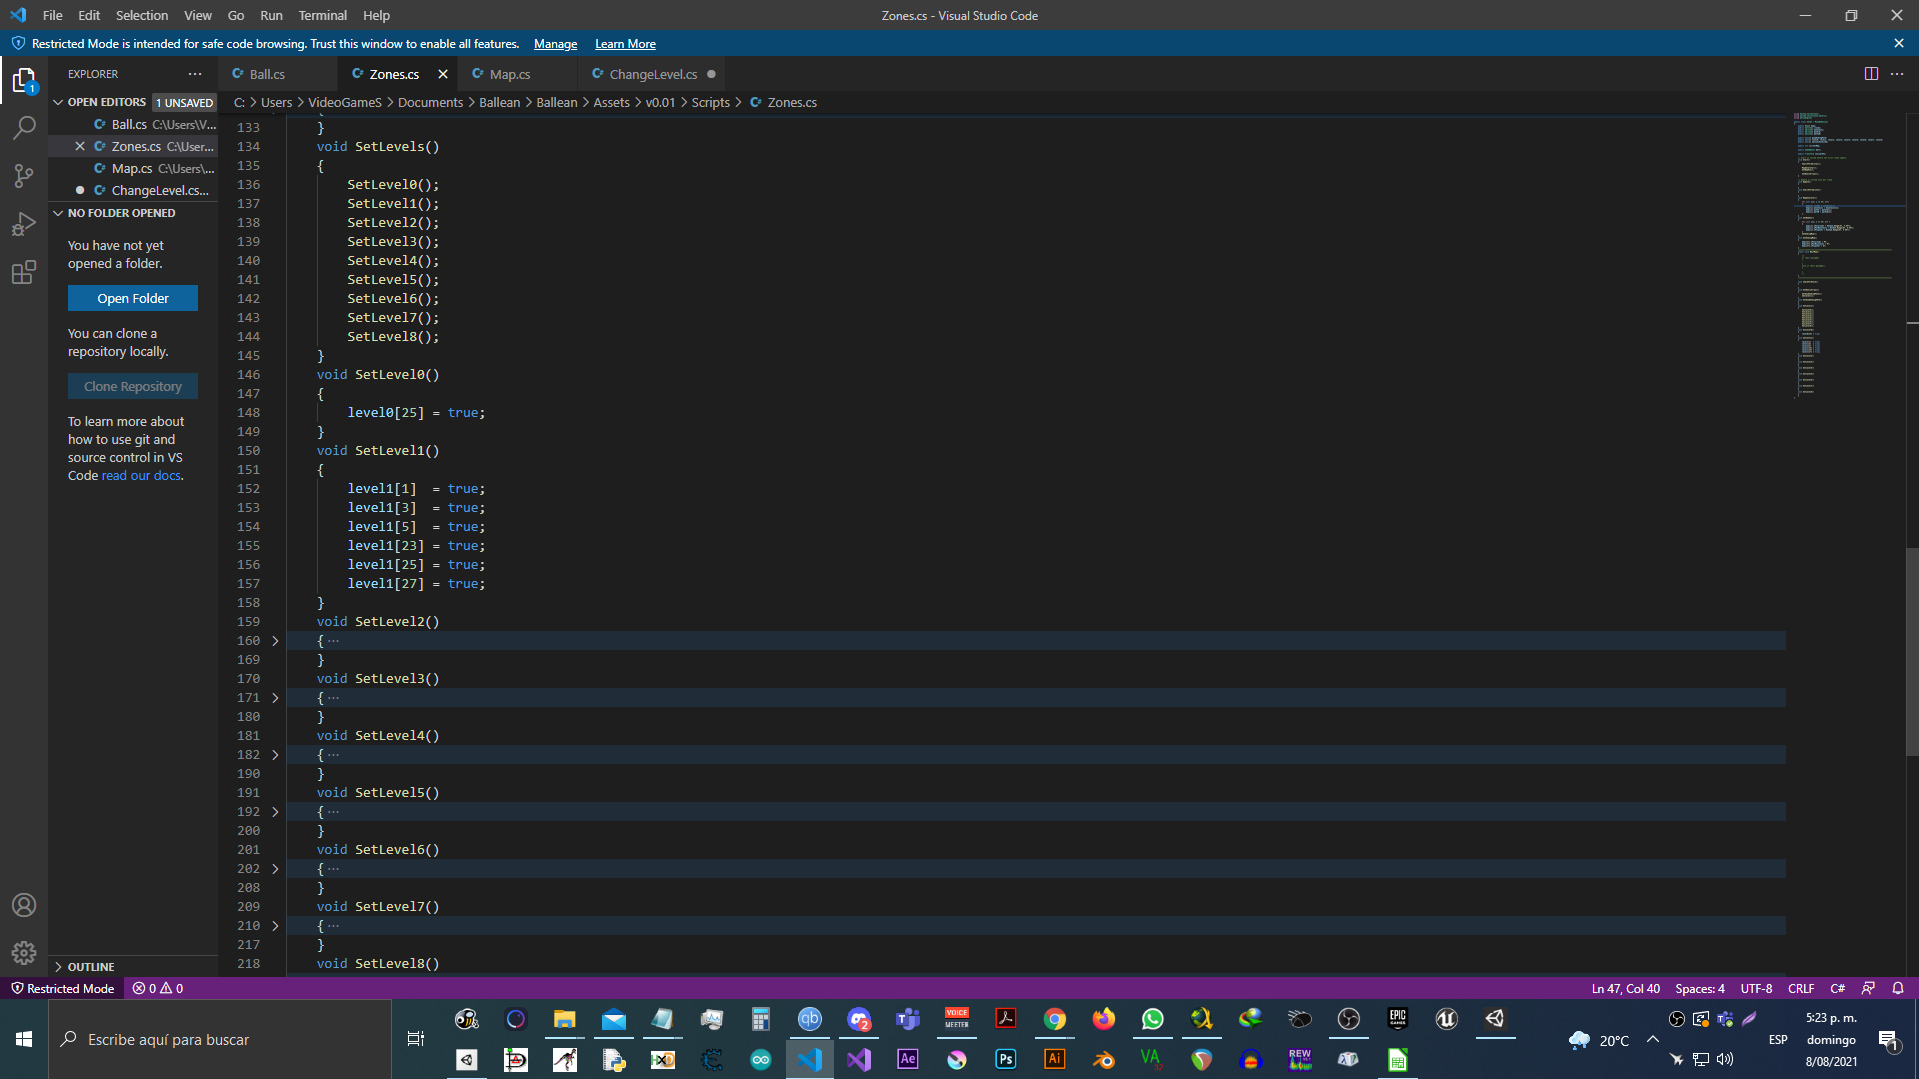 File Edit Selection View Go Run Terminal Help
Zones.cs - Visual Studio Code
Restricted Mode is intended for safe code browsing. Trust this window to enable all features. Manage Learn More
EXPLORER
Ball.cs Zones.cs Map.cs ChangeLevel.cs
OPEN EDITORS 1 UNSAVED
Ball.cs C:\Users\V...
Zones.cs C:\User...
Map.cs C:\Users\...
ChangeLevel.cs...
NO FOLDER OPENED
You have not yet
opened a folder.
Open Folder
You can clone a
repository locally.
Clone Repository
To learn more about
how to use git and
source control in VS
Code read our docs.
OUTLINE
C: > Users > VideoGameS > Documents > Ballean > Ballean > Assets > v0.01 > Scripts > Zones.cs
133 }
134 void SetLevels()
135 {
136 SetLevel0();
137 SetLevel1();
138 SetLevel2();
139 SetLevel3();
140 SetLevel4();
141 SetLevel5();
142 SetLevel6();
143 SetLevel7();
144 SetLevel8();
145 }
146 void SetLevel0()
147 {
148 level0[25] = true;
149 }
150 void SetLevel1()
151 {
152 level1[1]  = true;
153 level1[3]  = true;
154 level1[5]  = true;
155 level1[23] = true;
156 level1[25] = true;
157 level1[27] = true;
158 }
159 void SetLevel2()
160 { ...
169 }
170 void SetLevel3()
171 { ...
180 }
181 void SetLevel4()
182 { ...
190 }
191 void SetLevel5()
192 { ...
200 }
201 void SetLevel6()
202 { ...
208 }
209 void SetLevel7()
210 { ...
217 }
218 void SetLevel8()
Restricted Mode 0 0
Ln 47, Col 40 Spaces: 4 UTF-8 CRLF C#
Escribe aquí para buscar
20°C
ESP
5:23 p. m.
domingo
8/08/2021